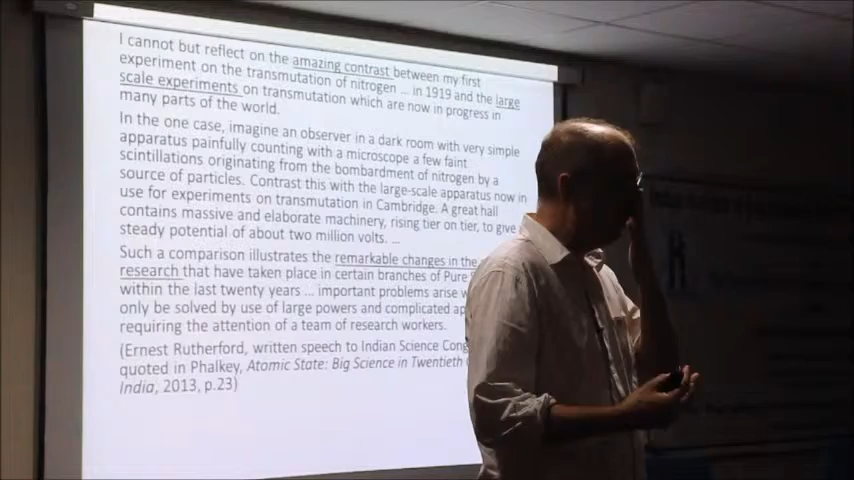 I cannot but reflect on the amazing contrast between my first
experiment on the transmutation of nitrogen ... in 1919 and the large
scale experiments on transmutation which are now in progress in
many parts of the world.
In the one case, imagine an observer in a dark room with very simple
apparatus painfully counting with a microscope a few faint
scintillations originating from the bombardment of nitrogen by a
source of particles. Contrast this with the large-scale apparatus now in
use for experiments on transmutation in Cambridge. A great hall
contains massive and elaborate machinery, rising tier on tier, to give
steady potential of about two million volts. ...
Such a comparison illustrates the remarkable changes in the
research that have taken place in certain branches of Pure
within the last twenty years ... important problems arise
only be solved by use of large powers and complicated
requiring the attention of a team of research workers.
(Ernest Rutherford, written speech to Indian Science
quoted in Phalkey, Atomic State: Big Science in Twentieth
India, 2013, p.23)